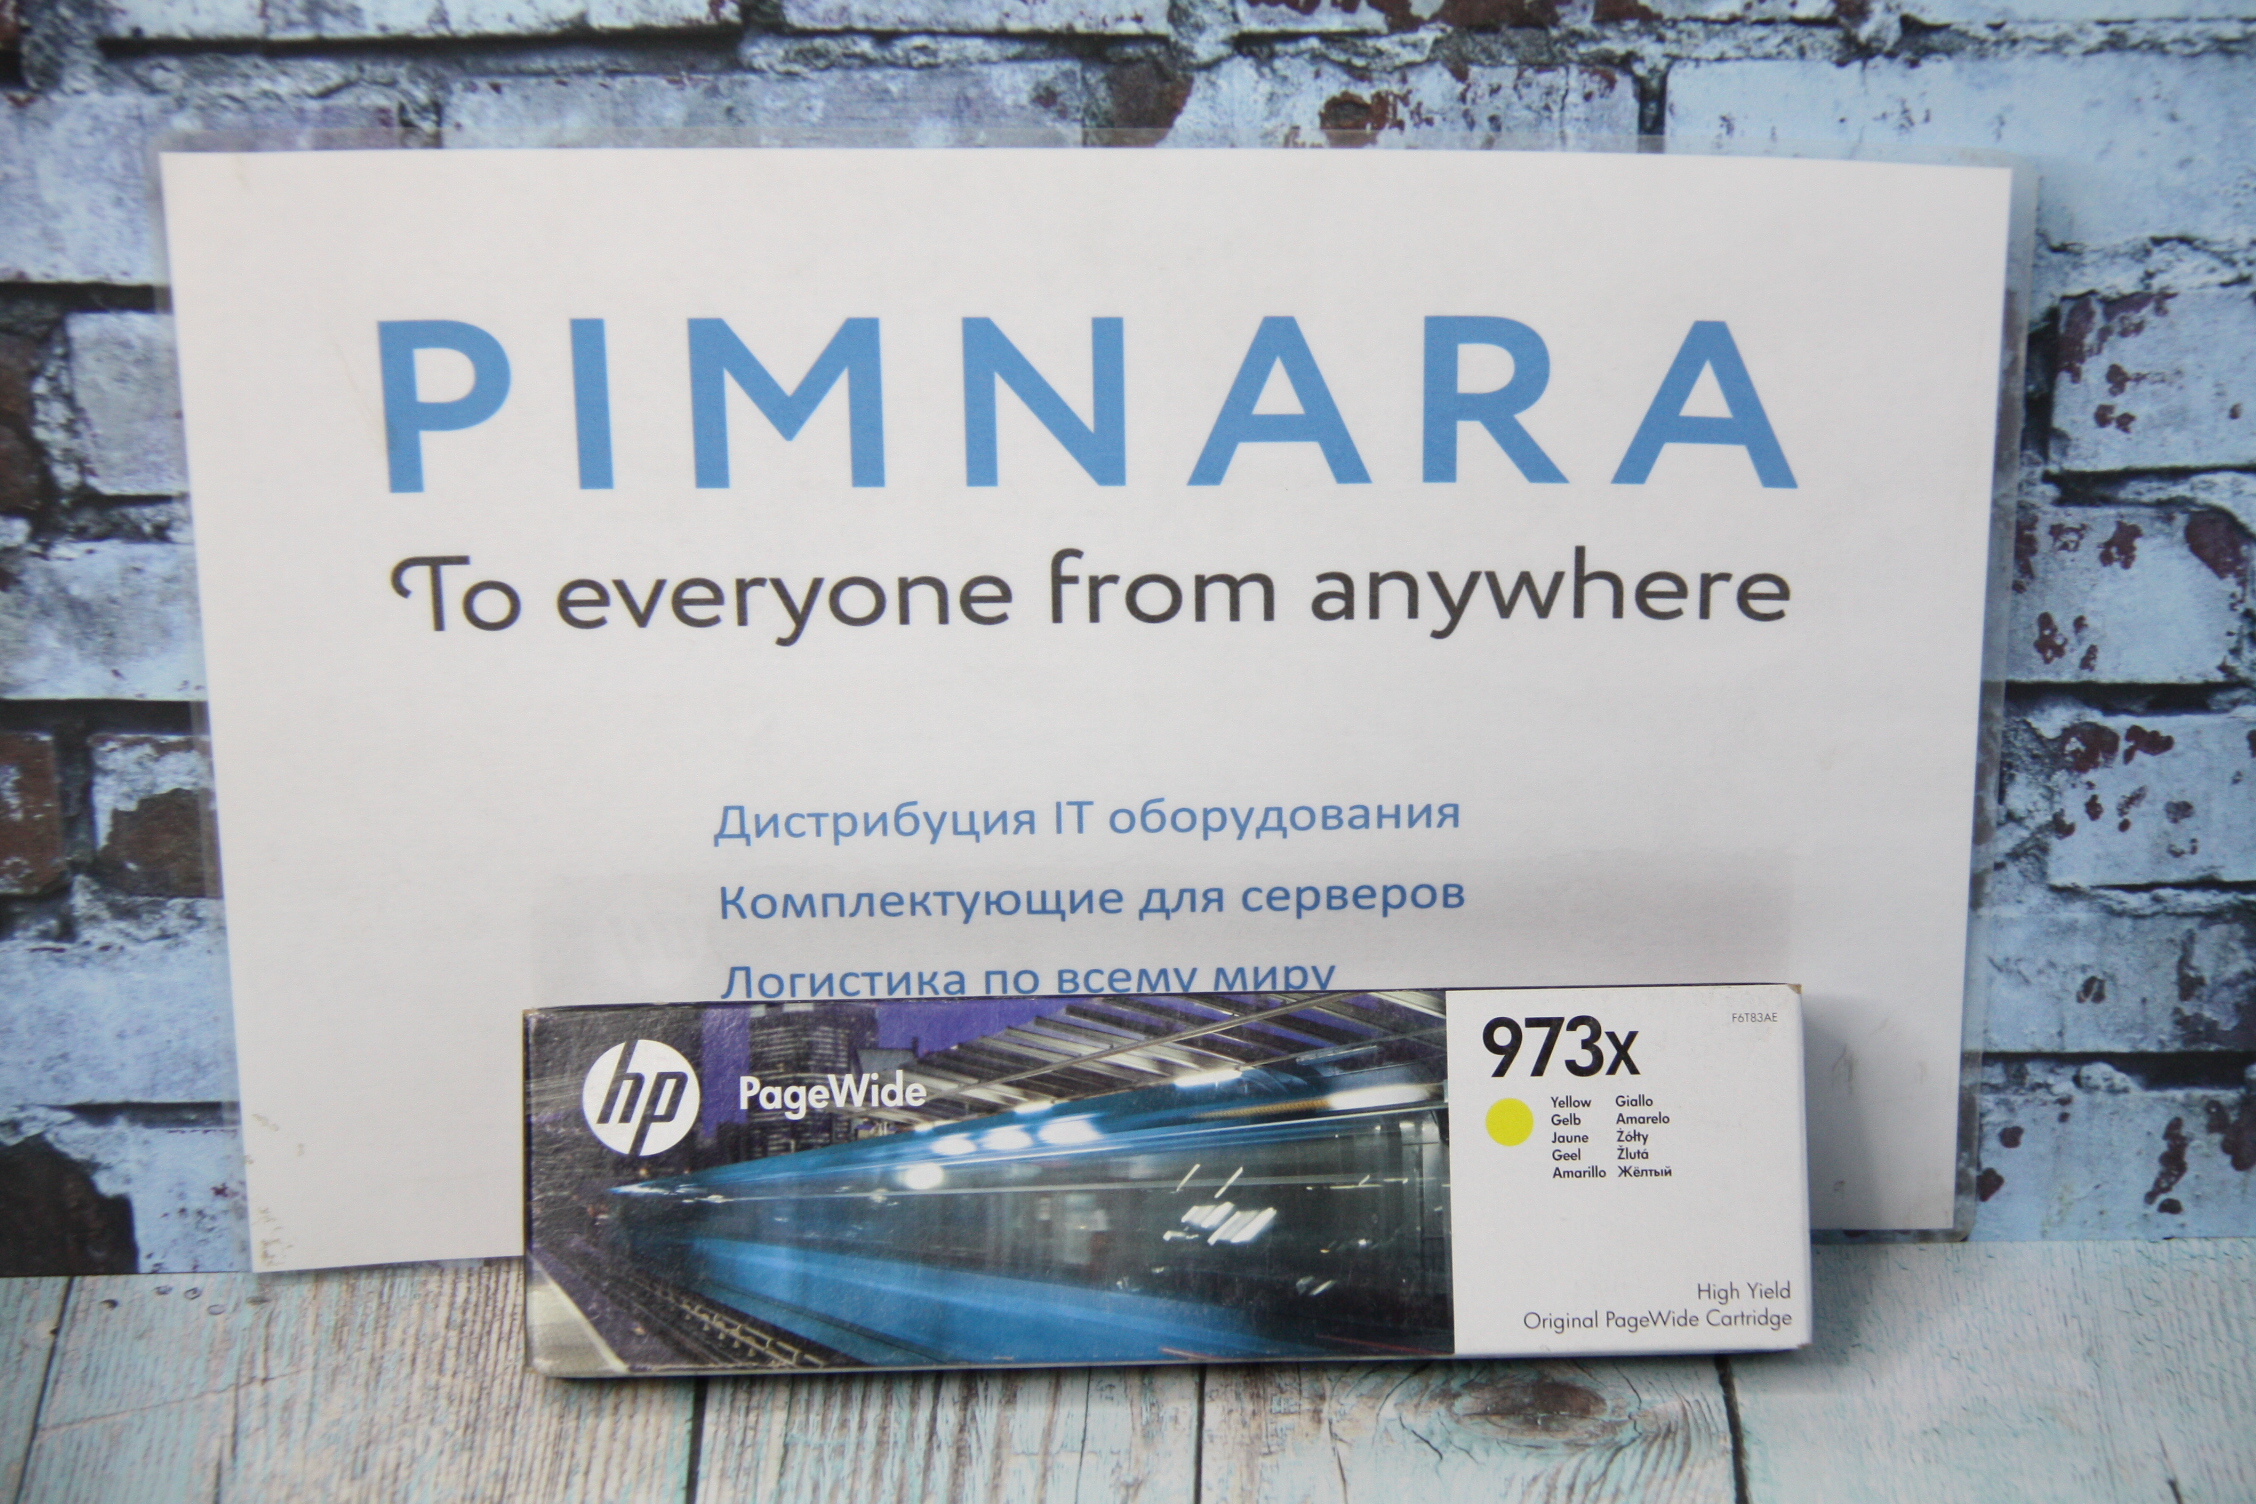 PIMNARA
To everyone from anywhere
Дистрибуция IT оборудования
Комплектующие для серверов
Логистика по всему миру
hp PageWide
973x
F6T83AE
Yellow Giallo
Gelb Amarelo
Jaune Żółty
Geel Žlutá
Amarillo Жёлтый
High Yield
Original PageWide Cartridge